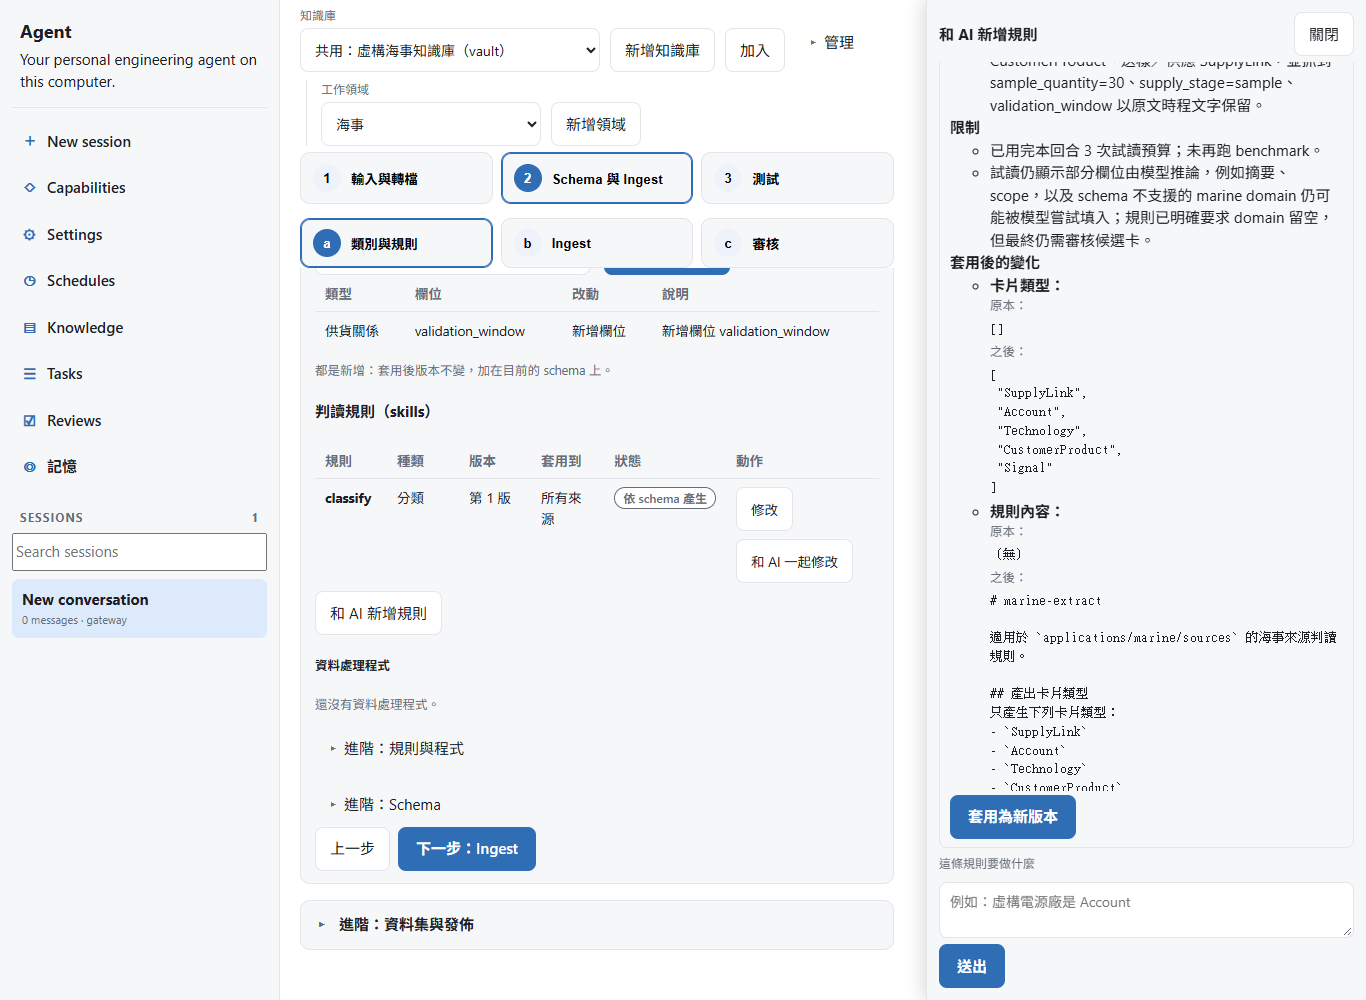 Agent
Your personal engineering agent on
this computer.
+ New session
Capabilities
Settings
Schedules
Knowledge
Tasks
Reviews
記憶
SESSIONS 1
Search sessions
New conversation
0 messages · gateway
知識庫
共用：虛構海事知識庫（vault）
新增知識庫
加入
管理
工作領域
海事
新增領域
1 輸入與轉檔
2 Schema 與 Ingest
3 測試
a 類別與規則
b Ingest
c 審核
類型 欄位 改動 說明
供貨關係 validation_window 新增欄位 新增欄位 validation_window
都是新增：套用後版本不變，加在目前的 schema 上。
判讀規則（skills）
規則 種類 版本 套用到 狀態 動作
classify 分類 第 1 版 所有來
源
依 schema 產生
修改
和 AI 一起修改
和 AI 新增規則
資料處理程式
還沒有資料處理程式。
進階：規則與程式
進階：Schema
上一步
下一步：Ingest
進階：資料集與發佈
和 AI 新增規則
關閉
sample_quantity=30、supply_stage=sample、
validation_window 以原文時程文字保留。
限制
已用完本回合 3 次試讀預算；未再跑 benchmark。
試讀仍顯示部分欄位由模型推論，例如摘要、
scope，以及 schema 不支援的 marine domain 仍可
能被模型嘗試填入；規則已明確要求 domain 留空，
但最終仍需審核候選卡。
套用後的變化
卡片類型：
原本：
[]
之後：
[
"SupplyLink",
"Account",
"Technology",
"CustomerProduct",
"Signal"
]
規則內容：
原本：
（無）
之後：
# marine-extract
適用於 `applications/marine/sources` 的海事來源判讀
規則。
## 產出卡片類型
只產生下列卡片類型：
- `SupplyLink`
- `Account`
- `Technology`
- `CustomerProduct`
套用為新版本
這條規則要做什麼
例如：虛構電源廠是 Account
送出